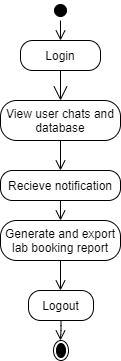 Login
View user chats and
database
Recieve notification
Generate and export
lab booking report
Logout